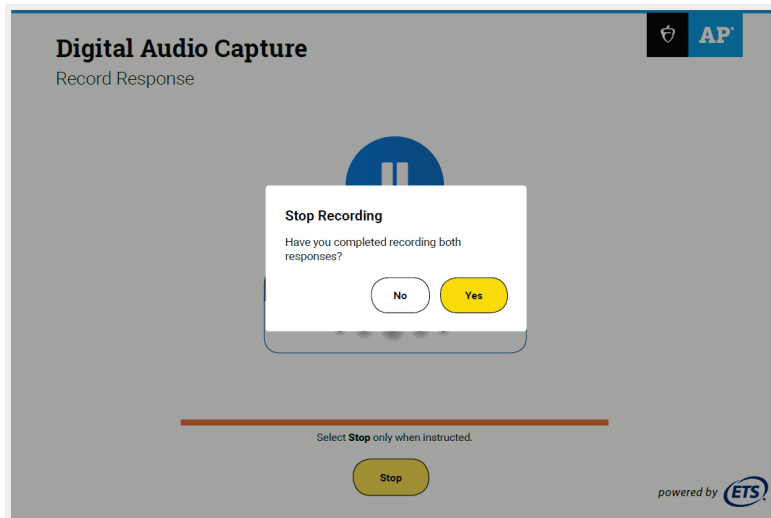 Digital Audio Capture
AP
Record Response
Stop Recording
Have you completed recording both
responses?
No
Yes
Select Stop only when instructed.
Stop
powered by ETS